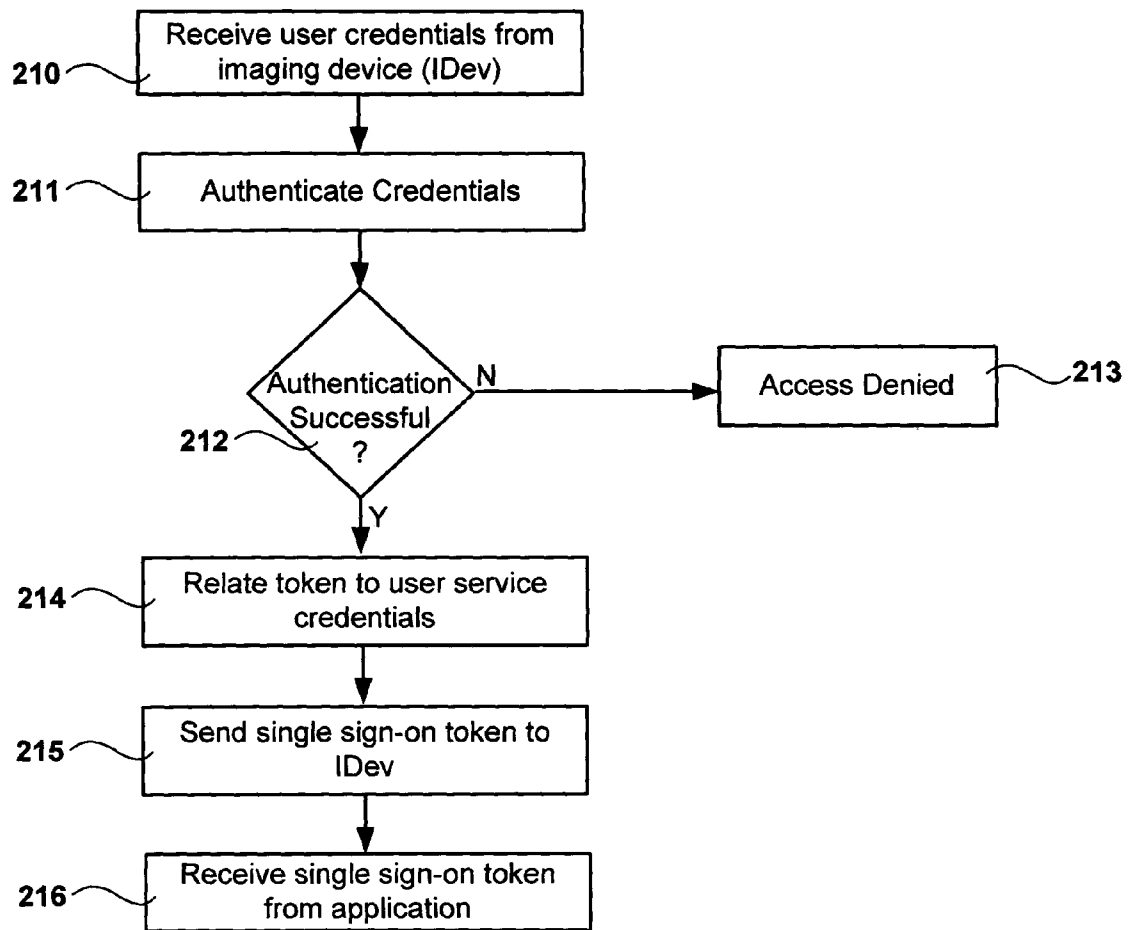 Receive user credentials from
imaging device (IDev)
210
Authenticate Credentials
211
Authentication
Successful
?
212
N
Access Denied
213
Y
Relate token to user service
credentials
214
Send single sign-on token to
IDev
215
Receive single sign-on token
from application
216